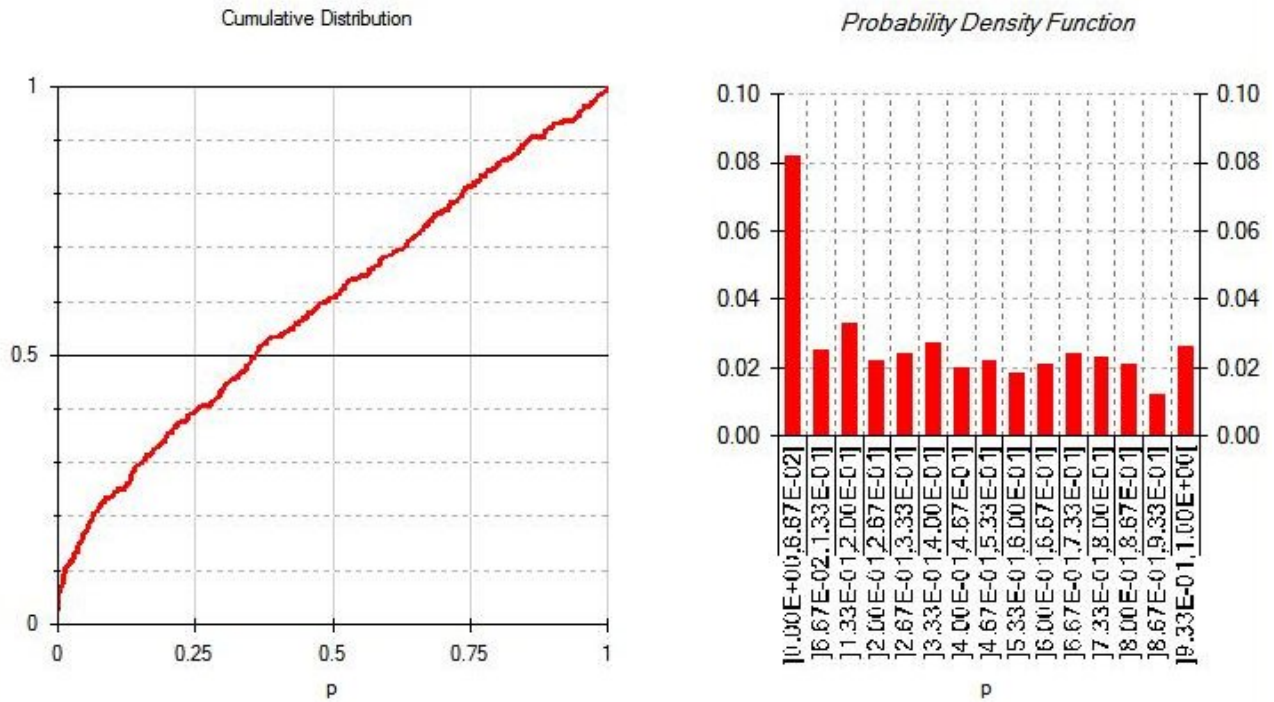 Cumulative Distribution
1
0.5
0
0
0.25
0.5
0.75
1
p
Probability Density Function
0.10
0.08
0.06
0.04
0.02
0.00
0.10
0.08
0.06
0.04
0.02
0.00
]0.00E+00,6.67E-02]
]6.67E-02,1.33E-01]
]1.33E-01,2.00E-01]
]2.00E-01,2.67E-01]
]2.67E-01,3.33E-01]
]3.33E-01,4.00E-01]
]4.00E-01,4.67E-01]
]4.67E-01,5.33E-01]
]5.33E-01,6.00E-01]
]6.00E-01,6.67E-01]
]6.67E-01,7.33E-01]
]7.33E-01,8.00E-01]
]8.00E-01,8.67E-01]
]8.67E-01,9.33E-01]
]9.33E-01,1.00E+00[
p